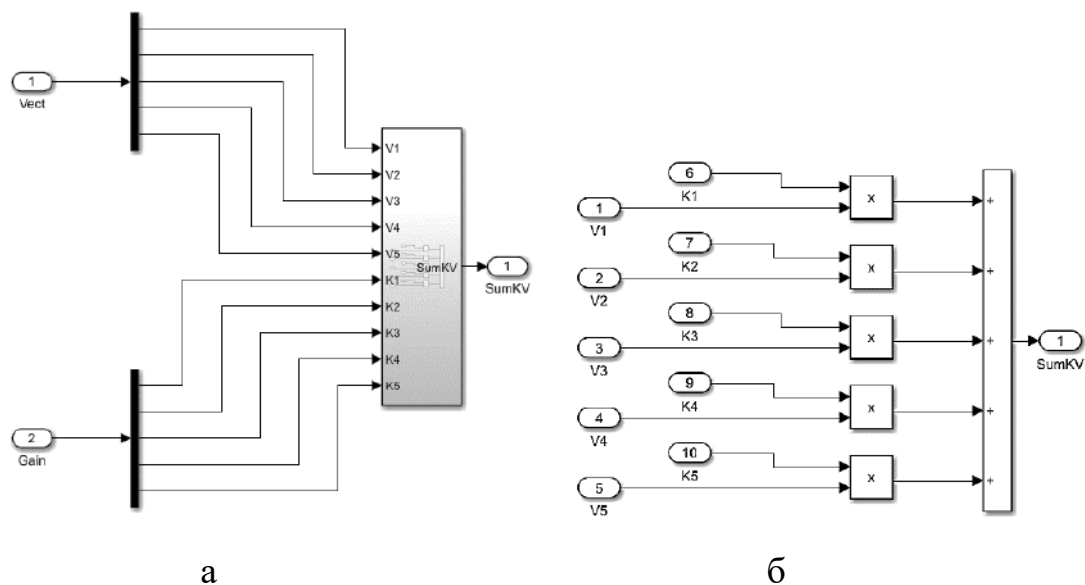 1
Vect
V1
V2
V3
V4
V5
K1
K2
K3
K4
K5
SumKV
1
SumKV
2
Gain
а
6
K1
x
+
1
V1
7
K2
x
+
2
V2
8
K3
x
+
3
V3
1
SumKV
9
K4
x
+
4
V4
10
K5
x
+
5
V5
б